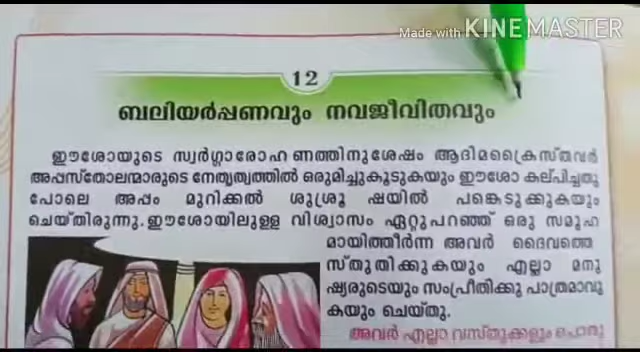 Made with KINEMASTER
12
ബലിയർപ്പണവും നവജീവിതവും
ഈശോയുടെ സ്വർഗ്ഗാരോഹ ണത്തിനുശേഷം ആദിമക്രൈസ്തവർ
അപ്പസ്തോലന്മാരുടെ നേതൃത്വത്തിൽ ഒരുമിച്ചുകൂടുകയും ഈശോ കല്പിച്ചതു
പോലെ അപ്പം മുറിക്കൽ ശുശ്രൂ ഷയിൽ പങ്കെടുക്കുകയും
ചെയ്തിരുന്നു. ഈശോയിലുള്ള വിശ്വാസം ഏറ്റുപറഞ്ഞ് ഒരു സമൂഹ
മായിത്തീർന്ന അവർ ദൈവത്തെ
സ്തുതിക്കുകയും എല്ലാ മനു
ഷ്യരുടെയും സംപ്രീതിക്കു പാത്രമാവു
കയും ചെയ്തു.
അവർ എല്ലാ വസ്തുക്കളും പൊതു